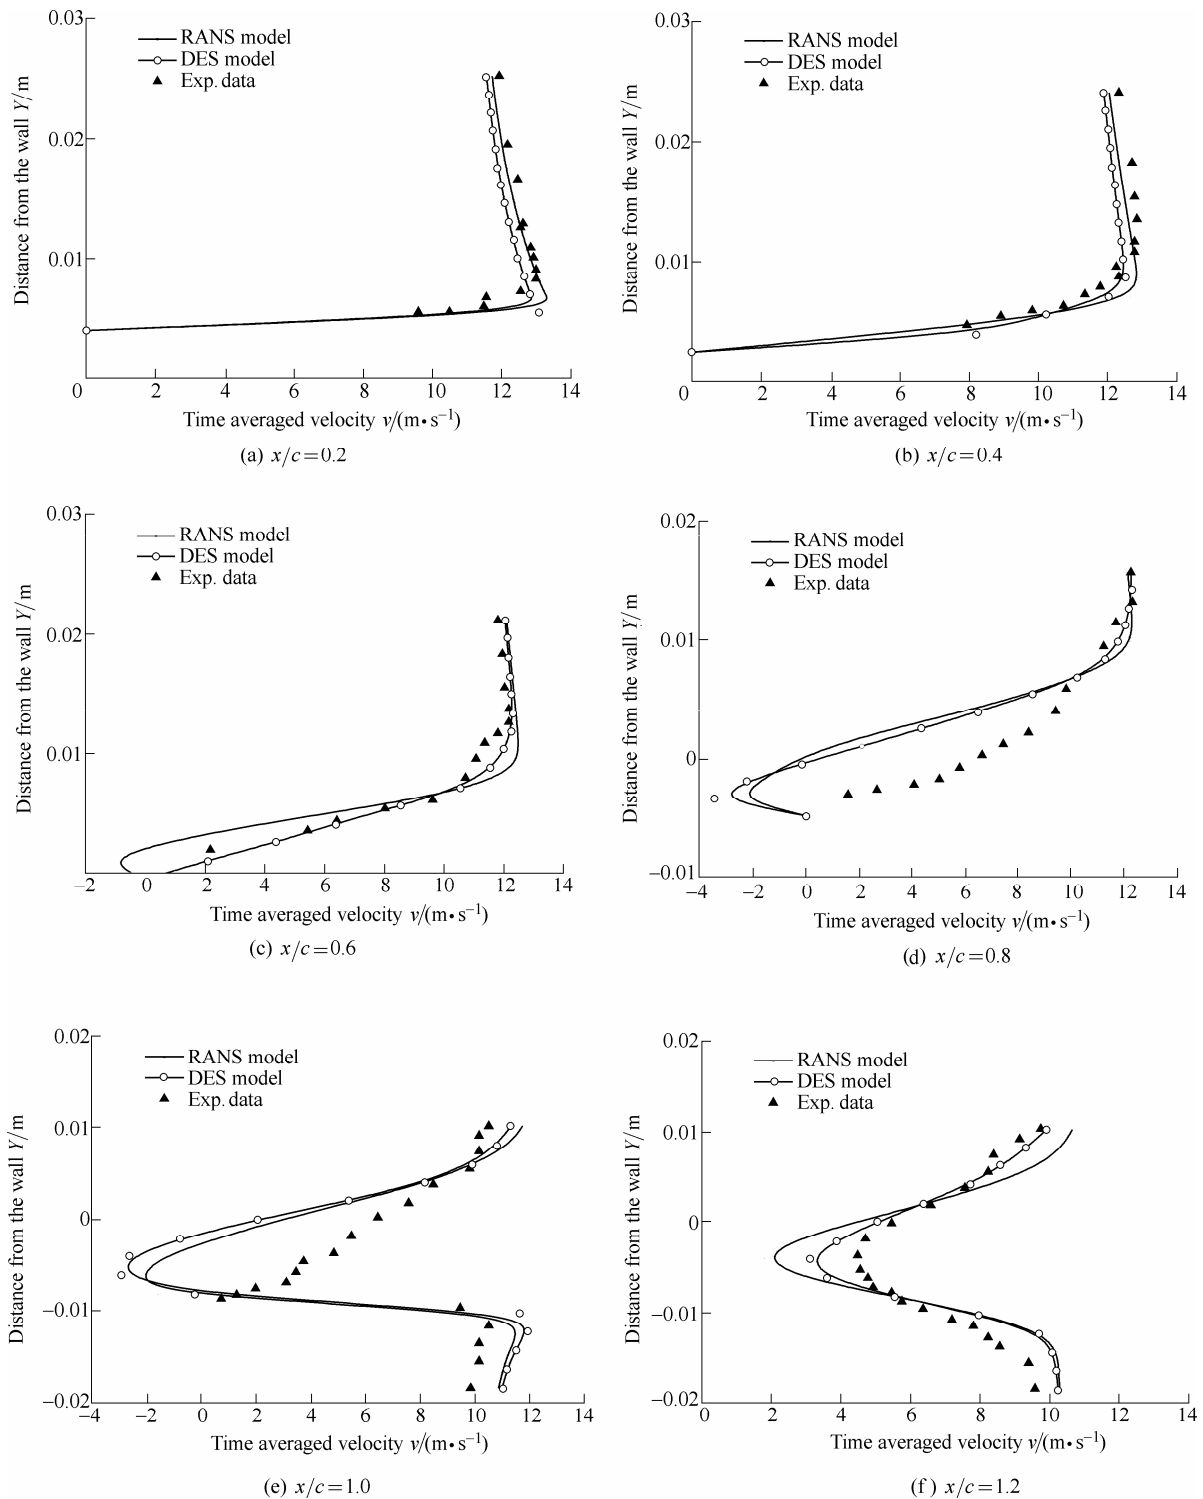 0.03
RANS model
DES model
Exp. data
0.02
0.01
Distance from the wall Y/m
0 2 4 6 8 10 12 14
Time averaged velocity v/(m•s−1)
(a) x/c=0.2
0.03
RANS model
DES model
Exp. data
0.02
0.01
Distance from the wall Y/m
0 2 4 6 8 10 12 14
Time averaged velocity v/(m•s−1)
(b) x/c=0.4
0.03
RANS model
DES model
Exp. data
0.02
0.01
Distance from the wall Y/m
−2 0 2 4 6 8 10 12 14
Time averaged velocity v/(m•s−1)
(c) x/c=0.6
0.02
RANS model
DES model
Exp. data
0.01
0
−0.01
Distance from the wall Y/m
−4 −2 0 2 4 6 8 10 12 14
Time averaged velocity v/(m•s−1)
(d) x/c=0.8
0.02
RANS model
DES model
Exp. data
0.01
0
−0.01
−0.02
Distance from the wall Y/m
−4 −2 0 2 4 6 8 10 12 14
Time averaged velocity v/(m•s−1)
(e) x/c=1.0
0.02
RANS model
DES model
Exp. data
0.01
0
−0.01
−0.02
Distance from the wall Y/m
0 2 4 6 8 10 12 14
Time averaged velocity v/(m•s−1)
(f) x/c=1.2